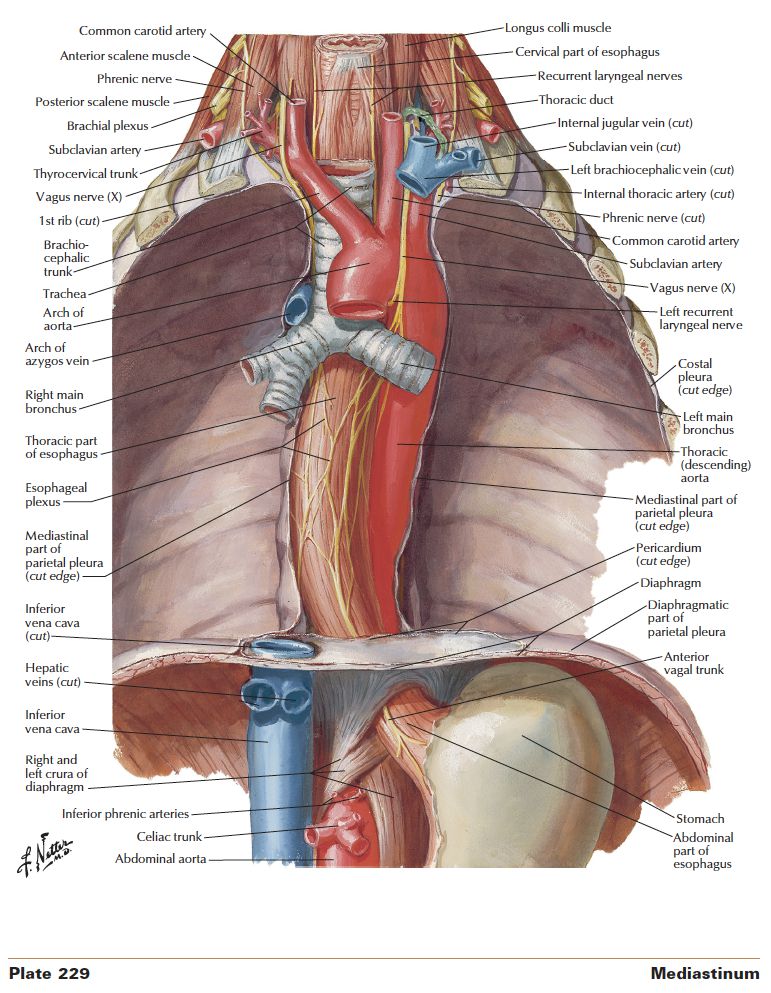 Common carotid artery
Anterior scalene muscle
Phrenic nerve
Posterior scalene muscle
Brachial plexus
Subclavian artery
Thyrocervical trunk
Vagus nerve (X)
1st rib (cut)
Brachio-
cephalic
trunk
Trachea
Arch of
aorta
Arch of
azygos vein
Right main
bronchus
Thoracic part
of esophagus
Esophageal
plexus
Mediastinal
part of
parietal pleura
(cut edge)
Inferior
vena cava
(cut)
Hepatic
veins (cut)
Inferior
vena cava
Right and
left crura of
diaphragm
Inferior phrenic arteries
Celiac trunk
Abdominal aorta
Longus colli muscle
Cervical part of esophagus
Recurrent laryngeal nerves
Thoracic duct
Internal jugular vein (cut)
Subclavian vein (cut)
Left brachiocephalic vein (cut)
Internal thoracic artery (cut)
Phrenic nerve (cut)
Common carotid artery
Subclavian artery
Vagus nerve (X)
Left recurrent
laryngeal nerve
Costal
pleura
(cut edge)
Left main
bronchus
Thoracic
(descending)
aorta
Mediastinal part of
parietal pleura
(cut edge)
Pericardium
(cut edge)
Diaphragm
Diaphragmatic
part of
parietal pleura
Anterior
vagal trunk
Stomach
Abdominal
part of
esophagus
F. Netter
M.D.
Plate 229
Mediastinum